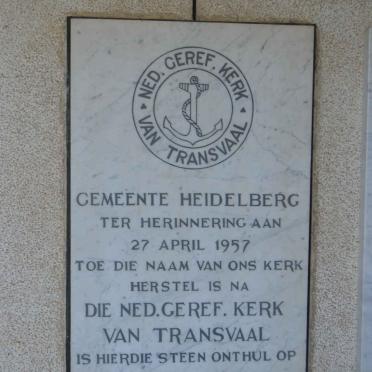 NED. GEREF. KERK
VAN TRANSVAAL
GEMEENTE HEIDELBERG
TER HERINNERING AAN
27 APRIL 1957
TOE DIE NAAM VAN ONS KERK
HERSTEL IS NA
DIE NED. GEREF. KERK
VAN TRANSVAAL
IS HIERDIE STEEN ONTHUL OP